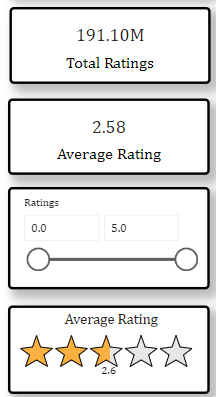 191.10M
Total Ratings
2.58
Average Rating
Ratings
0.0 5.0
Average Rating
2.6